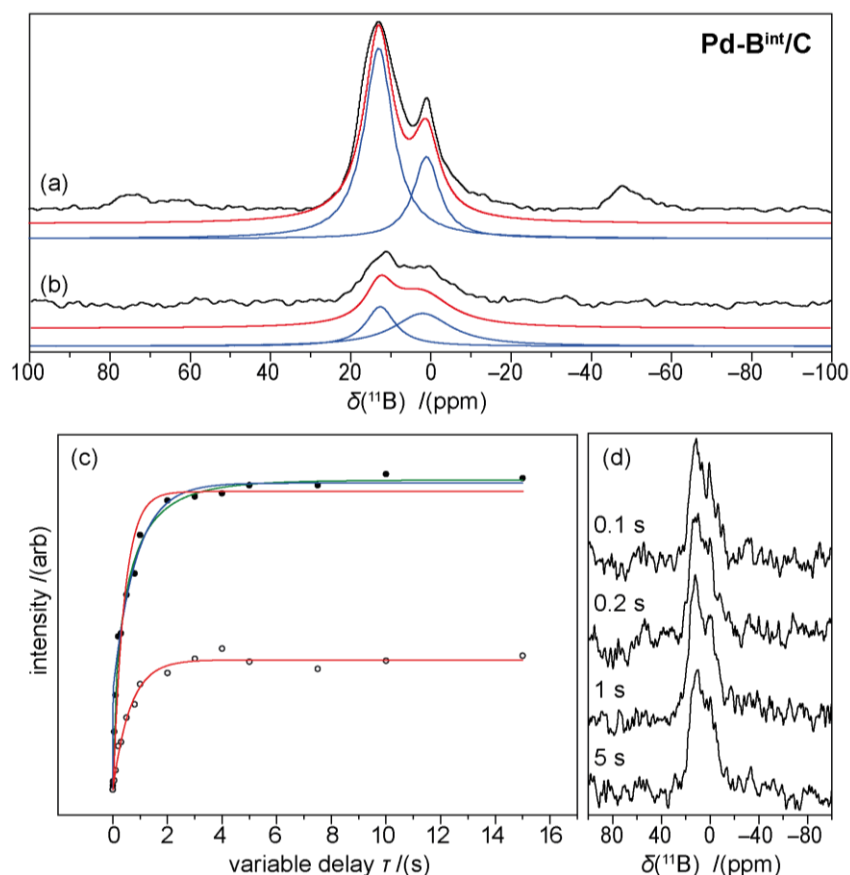 Pd-Bint/C
(a)
(b)
100 80 60 40 20 0 −20 −40 −60 −80 −100
δ(¹¹B) /(ppm)
(c)
intensity /(arb)
0 2 4 6 8 10 12 14 16
variable delay τ /(s)
(d)
0.1 s
0.2 s
1 s
5 s
80 40 0 −40 −80
δ(¹¹B) /(ppm)